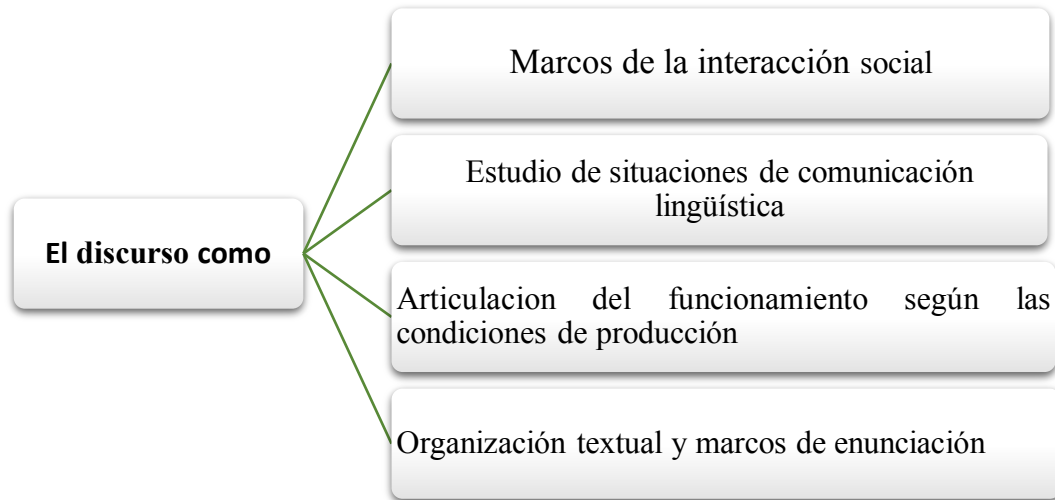 El discurso como
Marcos de la interacción social
Estudio de situaciones de comunicación
lingüística
Articulacion del funcionamiento según las
condiciones de producción
Organización textual y marcos de enunciación